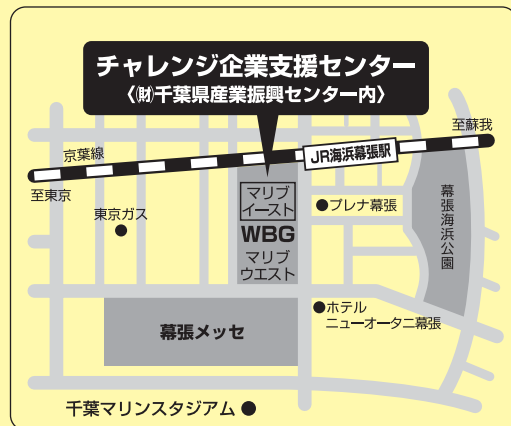 チャレンジ企業支援センター
〈㈶千葉県産業振興センター内〉
至蘇我
京葉線
JR海浜幕張駅
至東京
東京ガス
マリブ
イースト
プレナ幕張
幕張海浜公園
WBG
マリブ
ウエスト
ホテル
ニューオータニ幕張
幕張メッセ
千葉マリンスタジアム